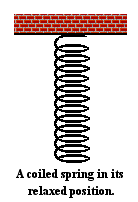 A coiled spring in its
relaxed position.